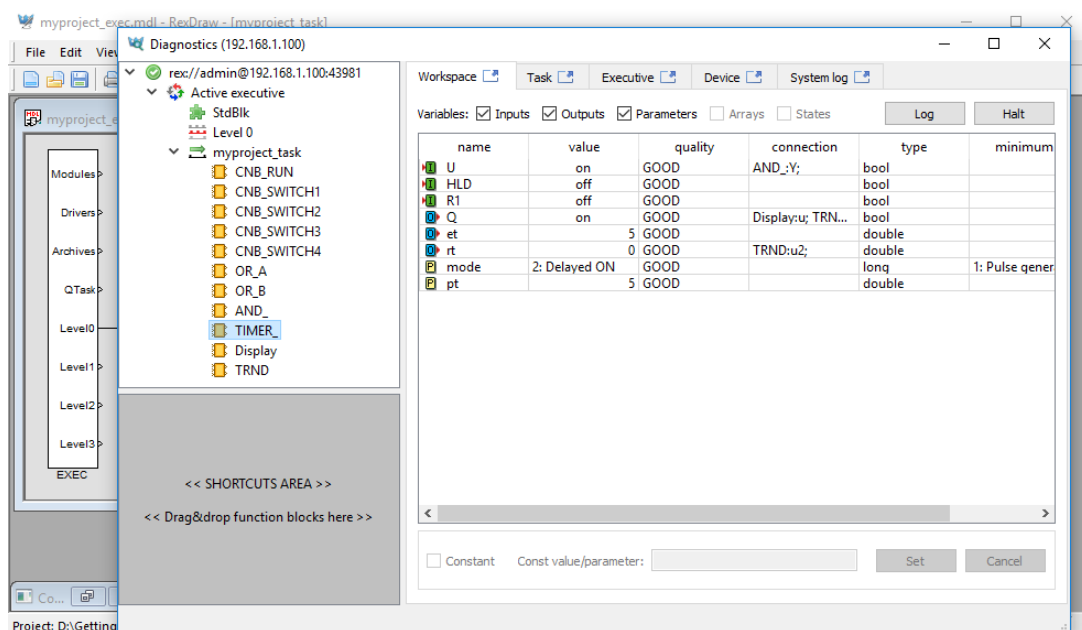 myproject_exec.mdl - RexDraw - [myproject_task]
File Edit View
Diagnostics (192.168.1.100)
myproject_e
Modules
Drivers
Archives
QTask
Level0
Level1
Level2
Level3
EXEC
Co...
Project: D:\Getting
rex://admin@192.168.1.100:43981
Active executive
StdBlk
Level 0
myproject_task
CNB_RUN
CNB_SWITCH1
CNB_SWITCH2
CNB_SWITCH3
CNB_SWITCH4
OR_A
OR_B
AND_
TIMER_
Display
TRND
<< SHORTCUTS AREA >>
<< Drag&drop function blocks here >>
Workspace Task Executive Device System log
Variables: Inputs Outputs Parameters Arrays States Log Halt
name value quality connection type minimum
I U on GOOD AND_:Y; bool
I HLD off GOOD bool
I R1 off GOOD bool
O Q on GOOD Display:u; TRN... bool
O et 5 GOOD double
O rt 0 GOOD TRND:u2; double
P mode 2: Delayed ON GOOD long 1: Pulse gener
P pt 5 GOOD double
Constant Const value/parameter: Set Cancel